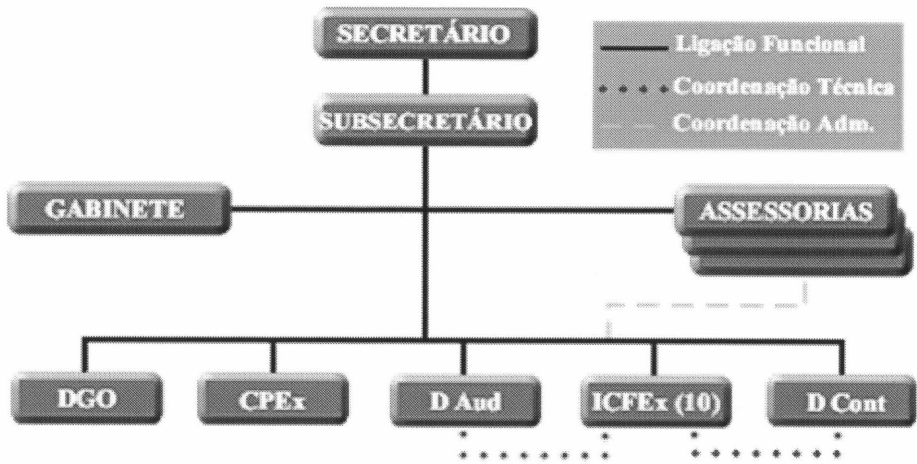 SECRETÁRIO
Ligação Funcional
Coordenação Técnica
Coordenação Adm.
SUBSECRETÁRIO
GABINETE
ASSESSORIAS
DGO
CPEx
D Aud
ICFEx (10)
D Cont